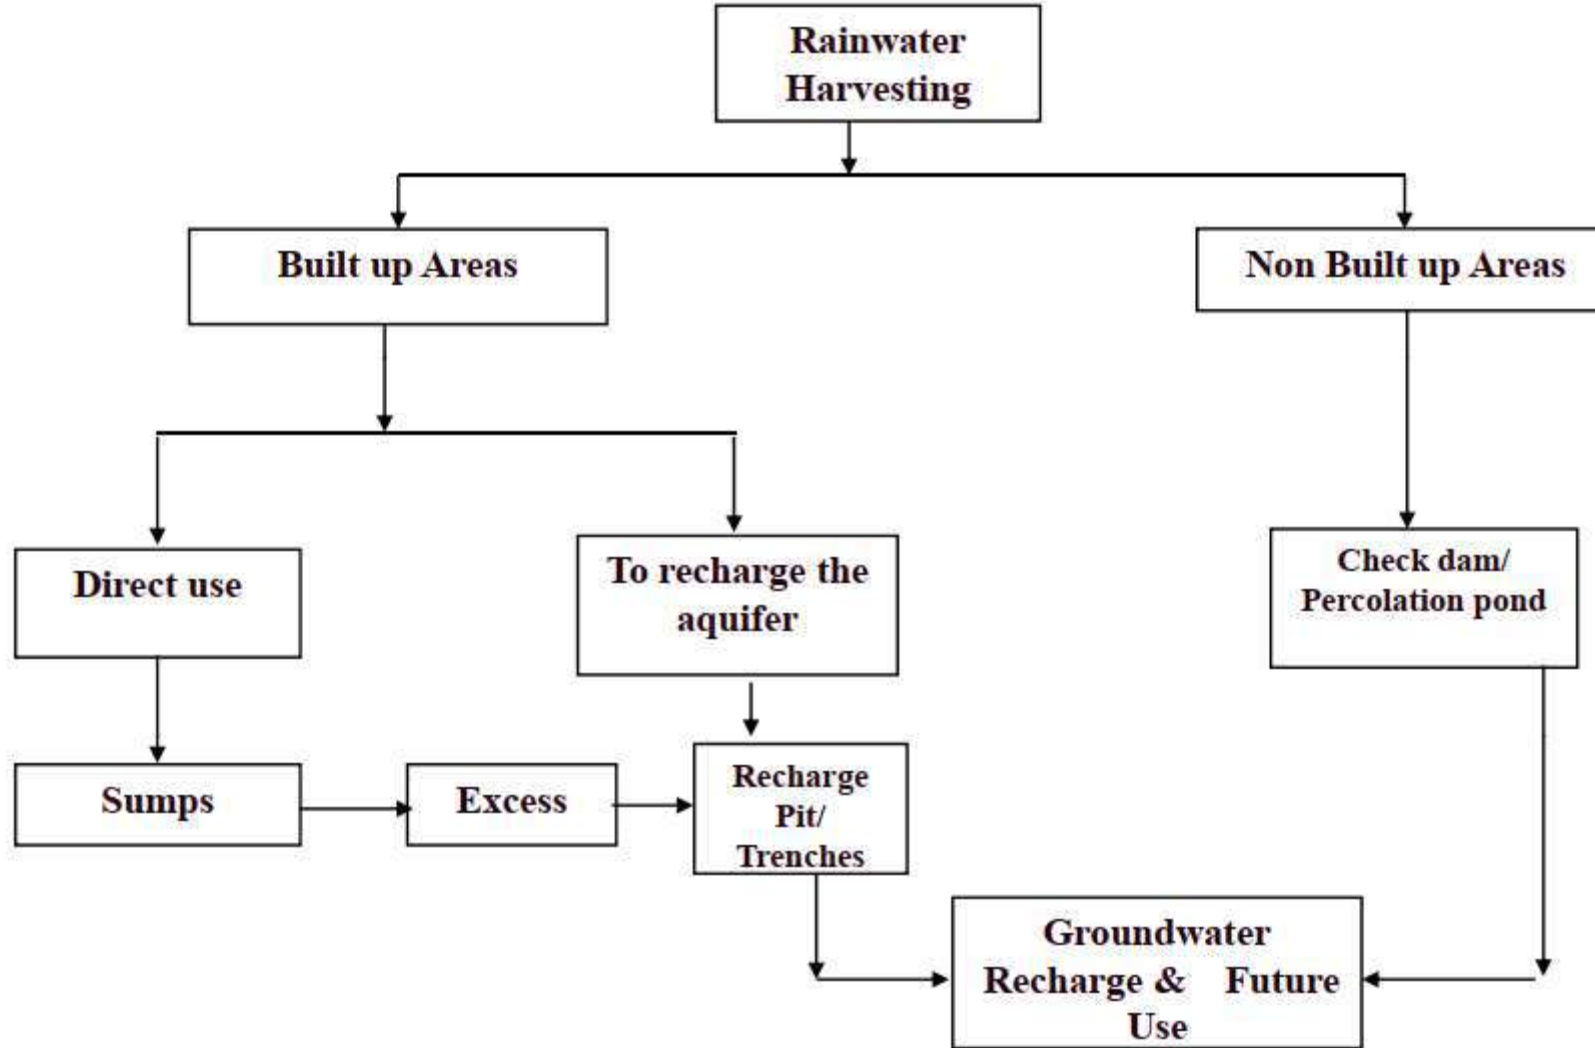 Rainwater
Harvesting
Built up Areas
Non Built up Areas
Direct use
To recharge the
aquifer
Check dam/
Percolation pond
Sumps
Excess
Recharge
Pit/
Trenches
Groundwater
Recharge & Future
Use